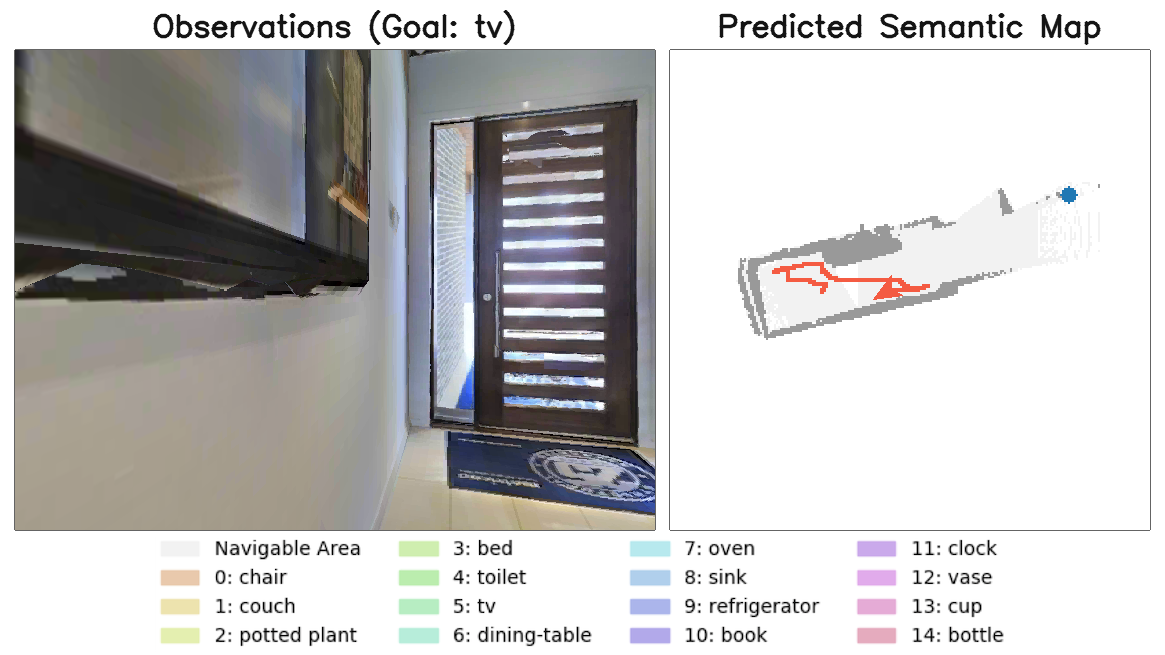 Observations (Goal: tv)
Predicted Semantic Map
Navigable Area
0: chair
1: couch
2: potted plant
3: bed
4: toilet
5: tv
6: dining-table
7: oven
8: sink
9: refrigerator
10: book
11: clock
12: vase
13: cup
14: bottle